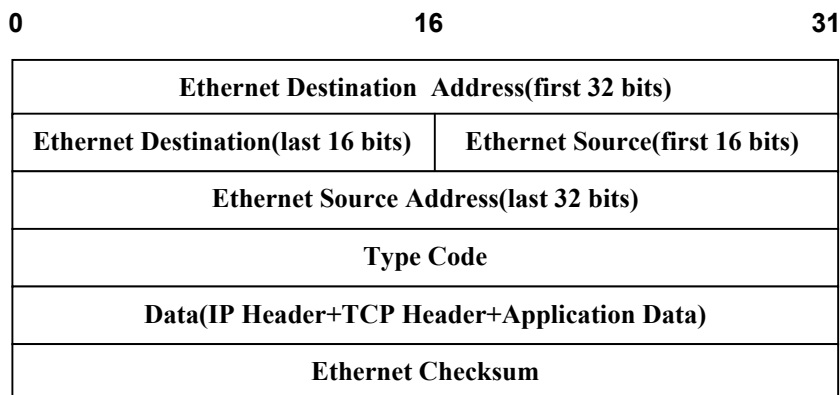 0 16 31
Ethernet Destination Address(first 32 bits)
Ethernet Destination(last 16 bits) Ethernet Source(first 16 bits)
Ethernet Source Address(last 32 bits)
Type Code
Data(IP Header+TCP Header+Application Data)
Ethernet Checksum